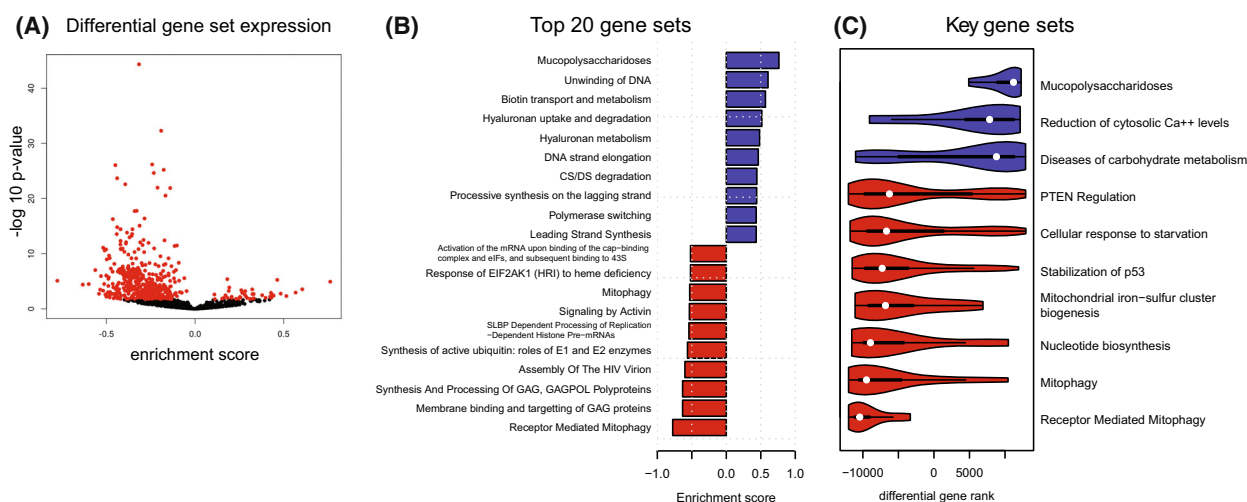 (A) Differential gene set expression
-log 10 p-value
40
30
20
10
0
-0.5 0.0 0.5
enrichment score
(B) Top 20 gene sets
Mucopolysaccharidoses
Unwinding of DNA
Biotin transport and metabolism
Hyaluronan uptake and degradation
Hyaluronan metabolism
DNA strand elongation
CS/DS degradation
Processive synthesis on the lagging strand
Polymerase switching
Leading Strand Synthesis
Activation of the mRNA upon binding of the cap-binding
complex and eIFs, and subsequent binding to 43S
Response of EIF2AK1 (HRI) to heme deficiency
Mitophagy
Signaling by Activin
SLBP Dependent Processing of Replication
-Dependent Histone Pre-mRNAs
Synthesis of active ubiquitin: roles of E1 and E2 enzymes
Assembly Of The HIV Virion
Synthesis And Processing Of GAG, GAGPOL Polyproteins
Membrane binding and targetting of GAG proteins
Receptor Mediated Mitophagy
-1.0 0.0 0.5 1.0
Enrichment score
(C) Key gene sets
Mucopolysaccharidoses
Reduction of cytosolic Ca++ levels
Diseases of carbohydrate metabolism
PTEN Regulation
Cellular response to starvation
Stabilization of p53
Mitochondrial iron-sulfur cluster
biogenesis
Nucleotide biosynthesis
Mitophagy
Receptor Mediated Mitophagy
-10000 0 5000
differential gene rank